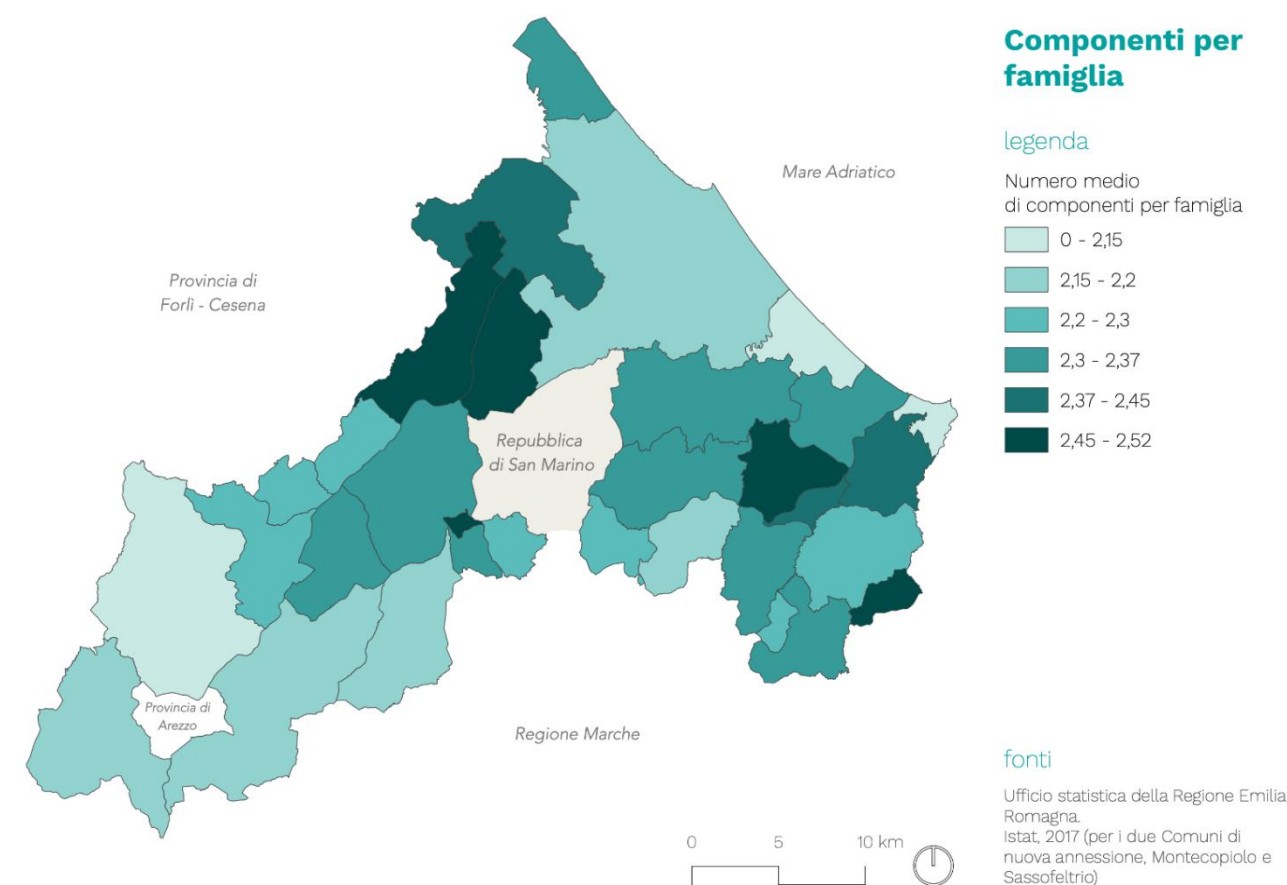 Componenti per
famiglia
legenda
Numero medio
di componenti per famiglia
0 - 2,15
2,15 - 2,2
2,2 - 2,3
2,3 - 2,37
2,37 - 2,45
2,45 - 2,52
Mare Adriatico
Provincia di
Forlì - Cesena
Repubblica
di San Marino
Provincia di
Arezzo
Regione Marche
0 5 10 km
fonti
Ufficio statistica della Regione Emilia
Romagna.
Istat, 2017 (per i due Comuni di
nuova annessione, Montecopiolo e
Sassofeltrio)